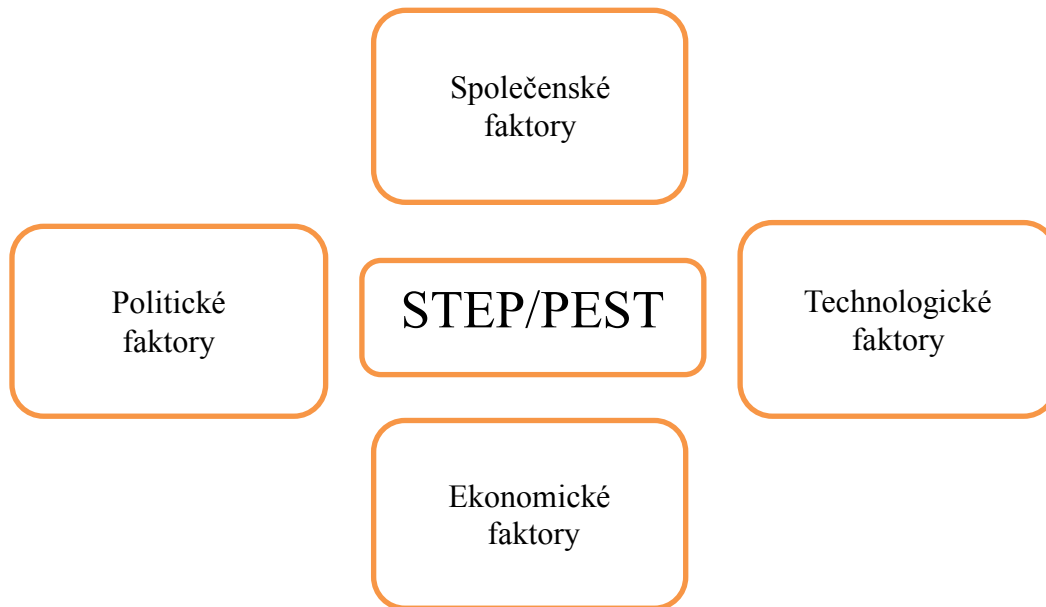 Společenské
faktory
Politické
faktory
STEP/PEST
Technologické
faktory
Ekonomické
faktory